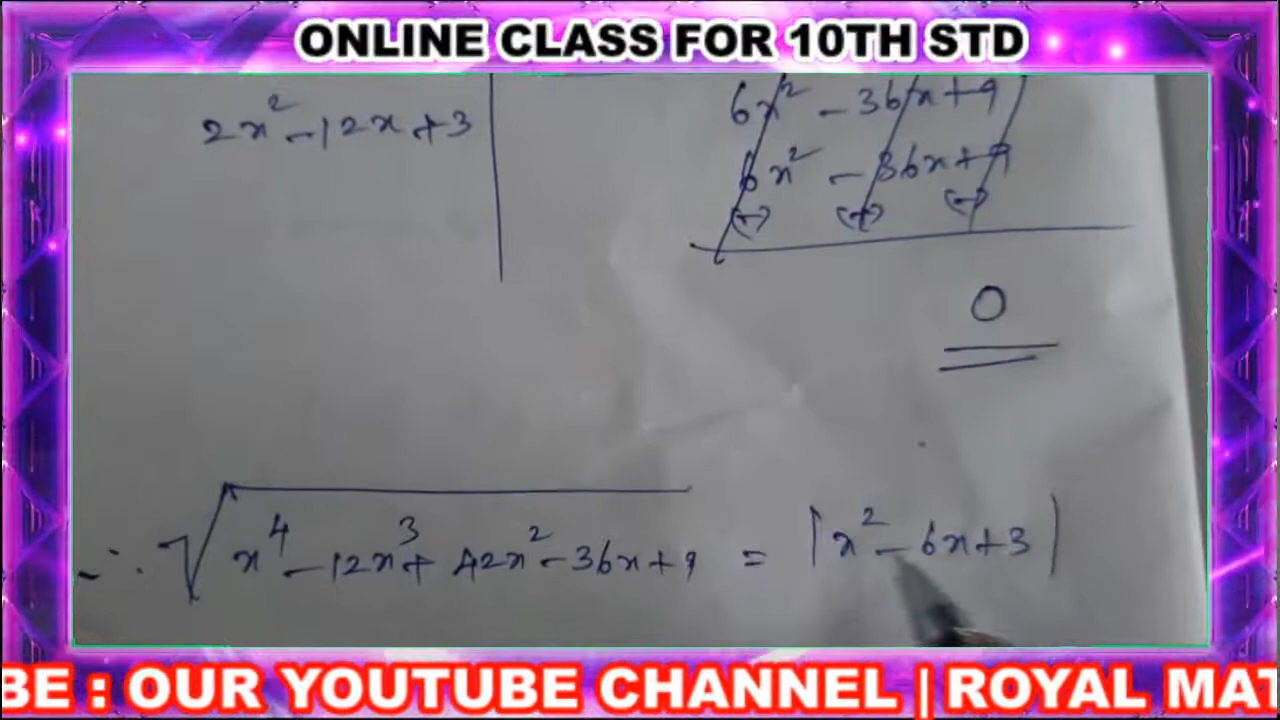 ONLINE CLASS FOR 10TH STD
2x² - 12x + 3
6x² - 36x + 9
6x² - 36x + 9
(-) (+) (-)
0
∴ √x⁴ - 12x³ + 42x² - 36x + 9 = |x² - 6x + 3|
BE : OUR YOUTUBE CHANNEL | ROYAL MAT